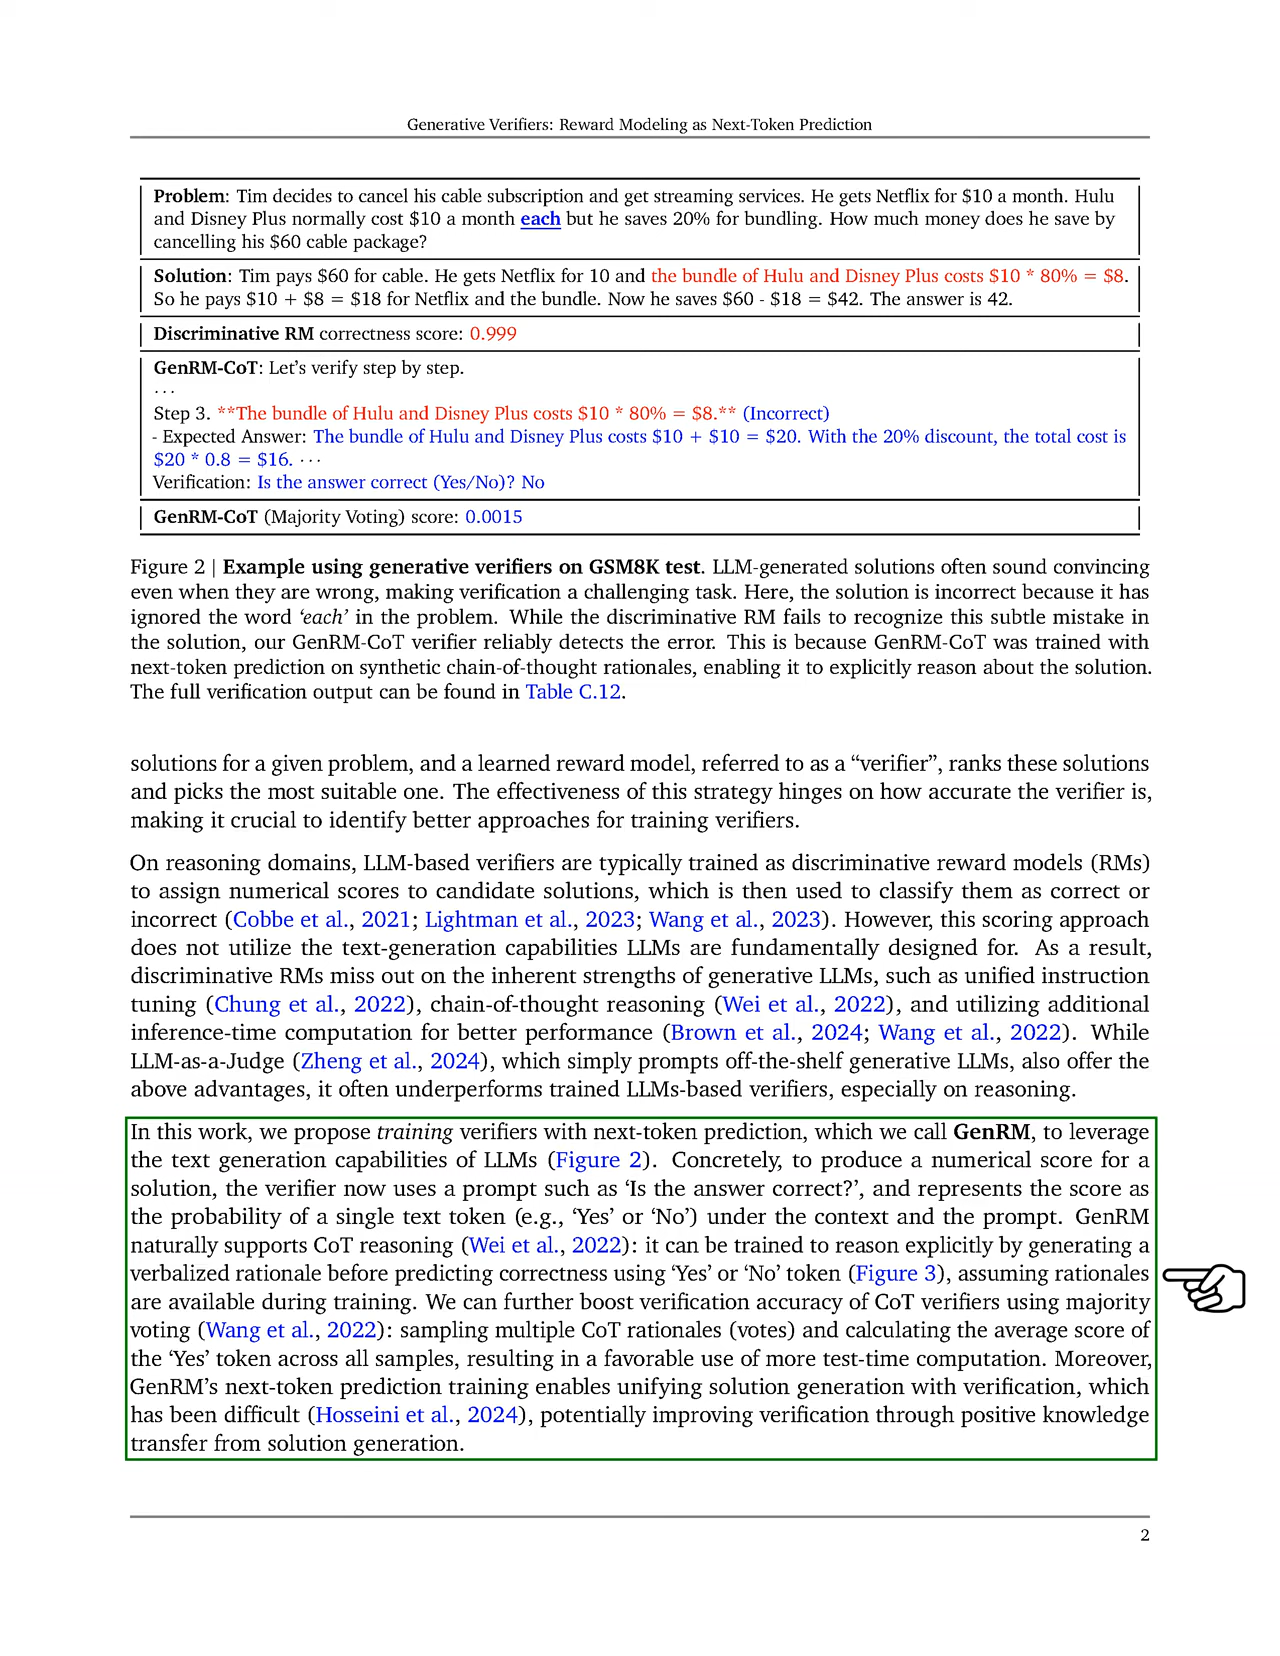 Generative Verifiers: Reward Modeling as Next-Token Prediction
Problem: Tim decides to cancel his cable subscription and get streaming services. He gets Netflix for $10 a month. Hulu
and Disney Plus normally cost $10 a month each but he saves 20% for bundling. How much money does he save by
cancelling his $60 cable package?
Solution: Tim pays $60 for cable. He gets Netflix for 10 and the bundle of Hulu and Disney Plus costs $10 * 80% = $8.
So he pays $10 + $8 = $18 for Netflix and the bundle. Now he saves $60 - $18 = $42. The answer is 42.
Discriminative RM correctness score: 0.999
GenRM-CoT: Let's verify step by step.
···
Step 3. **The bundle of Hulu and Disney Plus costs $10 * 80% = $8.** (Incorrect)
- Expected Answer: The bundle of Hulu and Disney Plus costs $10 + $10 = $20. With the 20% discount, the total cost is
$20 * 0.8 = $16. ···
Verification: Is the answer correct (Yes/No)? No
GenRM-CoT (Majority Voting) score: 0.0015
Figure 2 | Example using generative verifiers on GSM8K test. LLM-generated solutions often sound convincing
even when they are wrong, making verification a challenging task. Here, the solution is incorrect because it has
ignored the word ‘each’ in the problem. While the discriminative RM fails to recognize this subtle mistake in
the solution, our GenRM-CoT verifier reliably detects the error. This is because GenRM-CoT was trained with
next-token prediction on synthetic chain-of-thought rationales, enabling it to explicitly reason about the solution.
The full verification output can be found in Table C.12.
solutions for a given problem, and a learned reward model, referred to as a “verifier”, ranks these solutions
and picks the most suitable one. The effectiveness of this strategy hinges on how accurate the verifier is,
making it crucial to identify better approaches for training verifiers.
On reasoning domains, LLM-based verifiers are typically trained as discriminative reward models (RMs)
to assign numerical scores to candidate solutions, which is then used to classify them as correct or
incorrect (Cobbe et al., 2021; Lightman et al., 2023; Wang et al., 2023). However, this scoring approach
does not utilize the text-generation capabilities LLMs are fundamentally designed for. As a result,
discriminative RMs miss out on the inherent strengths of generative LLMs, such as unified instruction
tuning (Chung et al., 2022), chain-of-thought reasoning (Wei et al., 2022), and utilizing additional
inference-time computation for better performance (Brown et al., 2024; Wang et al., 2022). While
LLM-as-a-Judge (Zheng et al., 2024), which simply prompts off-the-shelf generative LLMs, also offer the
above advantages, it often underperforms trained LLMs-based verifiers, especially on reasoning.
In this work, we propose training verifiers with next-token prediction, which we call GenRM, to leverage
the text generation capabilities of LLMs (Figure 2). Concretely, to produce a numerical score for a
solution, the verifier now uses a prompt such as ‘Is the answer correct?’, and represents the score as
the probability of a single text token (e.g., ‘Yes’ or ‘No’) under the context and the prompt. GenRM
naturally supports CoT reasoning (Wei et al., 2022): it can be trained to reason explicitly by generating a
verbalized rationale before predicting correctness using ‘Yes’ or ‘No’ token (Figure 3), assuming rationales
are available during training. We can further boost verification accuracy of CoT verifiers using majority
voting (Wang et al., 2022): sampling multiple CoT rationales (votes) and calculating the average score of
the ‘Yes’ token across all samples, resulting in a favorable use of more test-time computation. Moreover,
GenRM’s next-token prediction training enables unifying solution generation with verification, which
has been difficult (Hosseini et al., 2024), potentially improving verification through positive knowledge
transfer from solution generation.
2